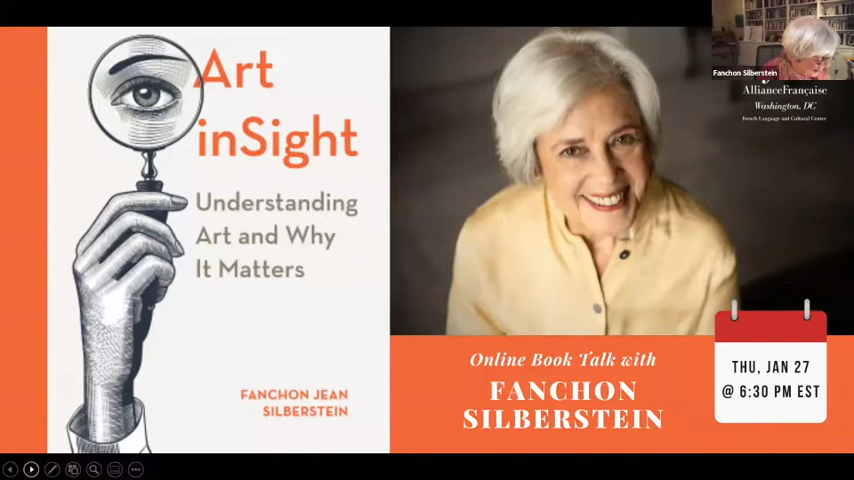 Art
inSight
Understanding
Art and Why
It Matters
FANCHON JEAN
SILBERSTEIN
Fanchon Silberstein
AllianceFrançaise
Washington, DC
French Language and Cultural Center
Online Book Talk with
FANCHON
SILBERSTEIN
THU, JAN 27
@ 6:30 PM EST